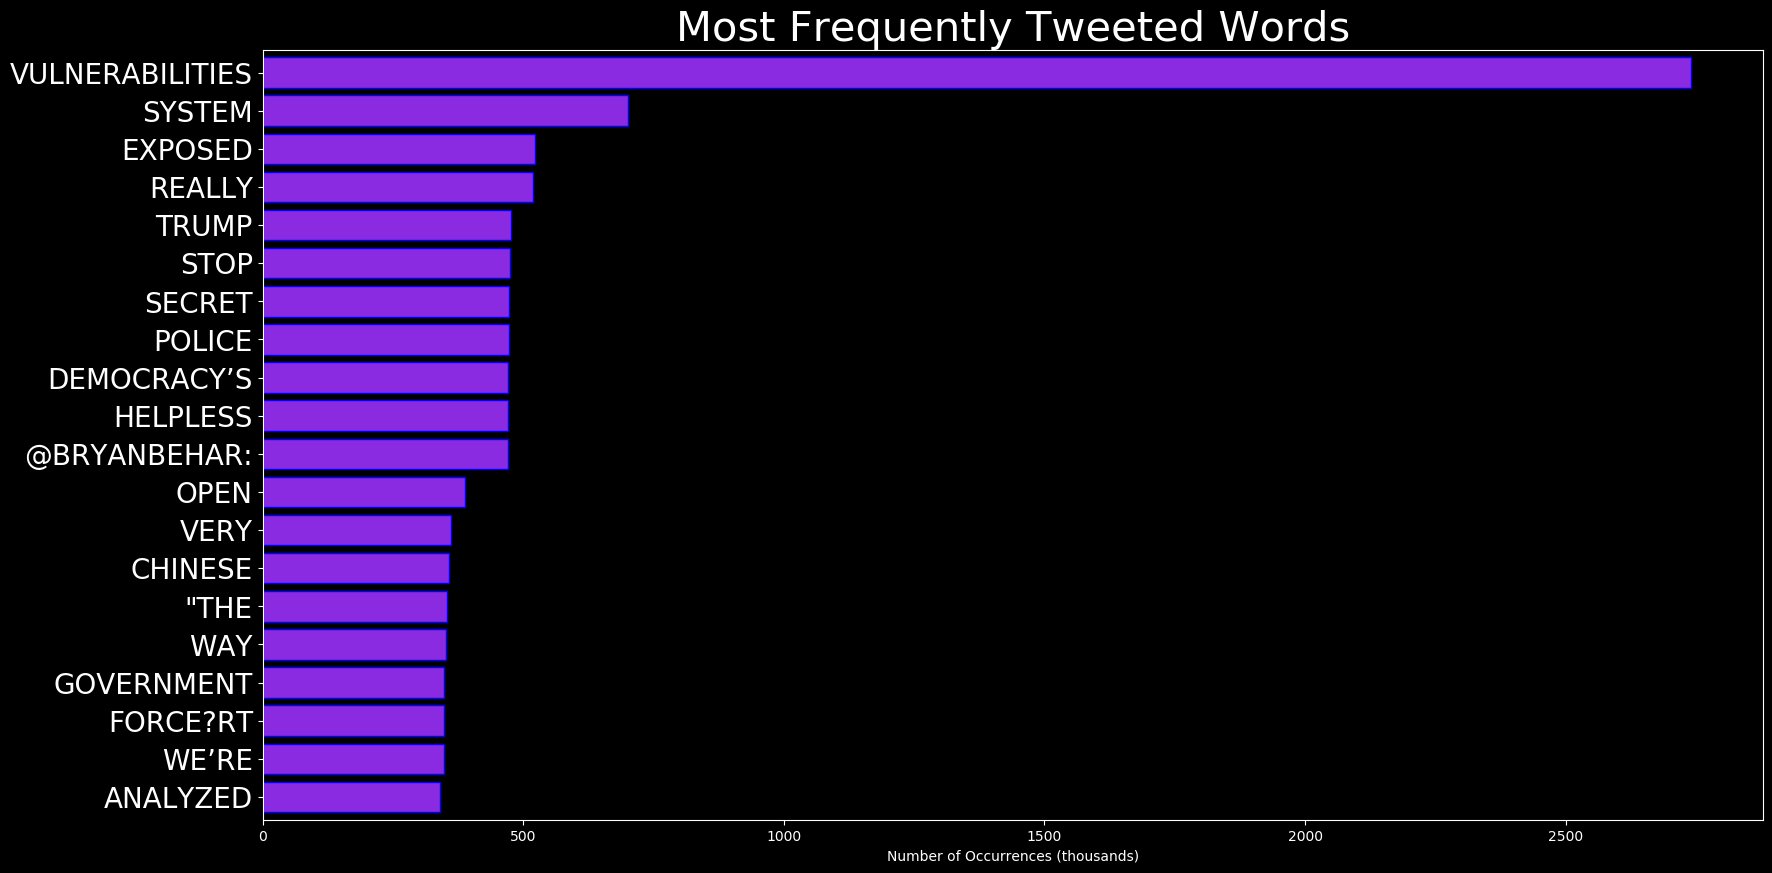 Most Frequently Tweeted Words
VULNERABILITIES
SYSTEM
EXPOSED
REALLY
TRUMP
STOP
SECRET
POLICE
DEMOCRACY’S
HELPLESS
@BRYANBEHAR:
OPEN
VERY
CHINESE
"THE
WAY
GOVERNMENT
FORCE?RT
WE’RE
ANALYZED
0 500 1000 1500 2000 2500
Number of Occurrences (thousands)